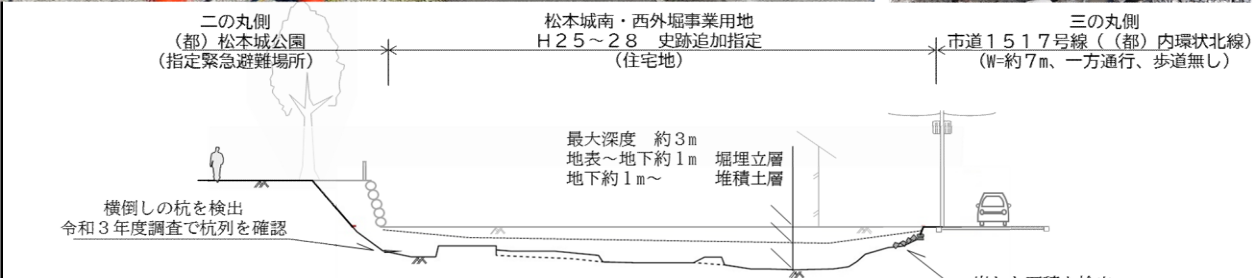 二の丸側
(都)松本城公園
(指定緊急避難場所)
松本城南・西外堀事業用地
H25～28 史跡追加指定
(住宅地)
三の丸側
市道1517号線((都)内環状北線)
(W=約7m、一方通行、歩道無し)
最大深度 約3m
地表～地下約1m 堀埋立層
地下約1m～ 堆積土層
横倒しの杭を検出
令和3年度調査で杭列を確認